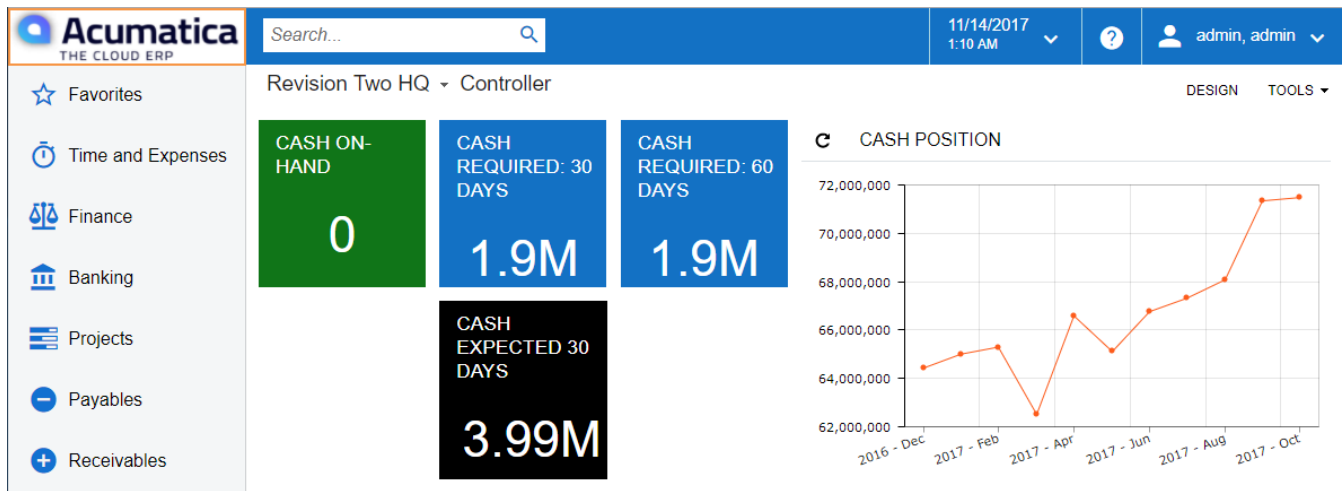 Acumatica
THE CLOUD ERP
Search...
11/14/2017
1:10 AM
?
admin, admin
Favorites
Time and Expenses
Finance
Banking
Projects
Payables
Receivables
Revision Two HQ
Controller
DESIGN
TOOLS
CASH ON-
HAND
0
CASH
REQUIRED: 30
DAYS
1.9M
CASH
REQUIRED: 60
DAYS
1.9M
CASH
EXPECTED 30
DAYS
3.99M
CASH POSITION
72,000,000
70,000,000
68,000,000
66,000,000
64,000,000
62,000,000
2016 - Dec
2017 - Feb
2017 - Apr
2017 - Jun
2017 - Aug
2017 - Oct